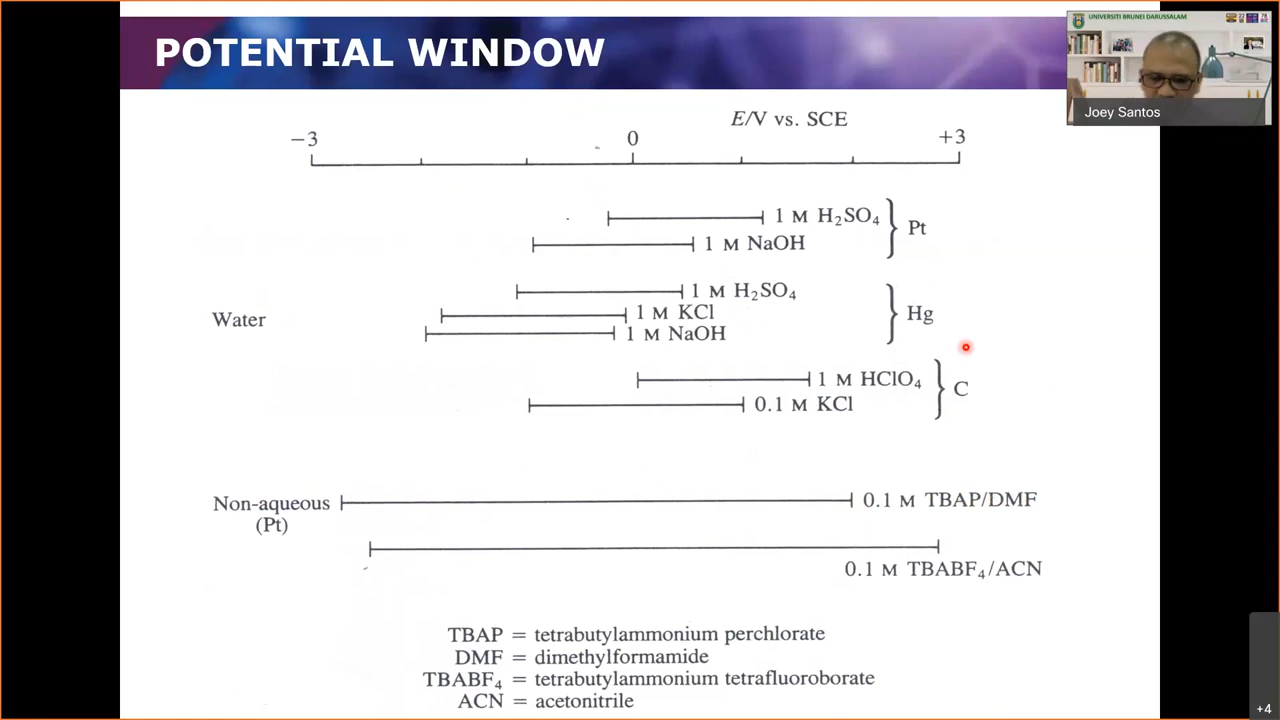 POTENTIAL WINDOW
UNIVERSITI BRUNEI DARUSSALAM
Joey Santos
E/V vs. SCE
−3 0 +3
1 M H₂SO₄
1 M NaOH
Pt
Water
1 M H₂SO₄
1 M KCl
1 M NaOH
Hg
1 M HClO₄
0.1 M KCl
C
Non-aqueous
(Pt)
0.1 M TBAP/DMF
0.1 M TBABF₄/ACN
TBAP = tetrabutylammonium perchlorate
DMF = dimethylformamide
TBABF₄ = tetrabutylammonium tetrafluoroborate
ACN = acetonitrile
+4